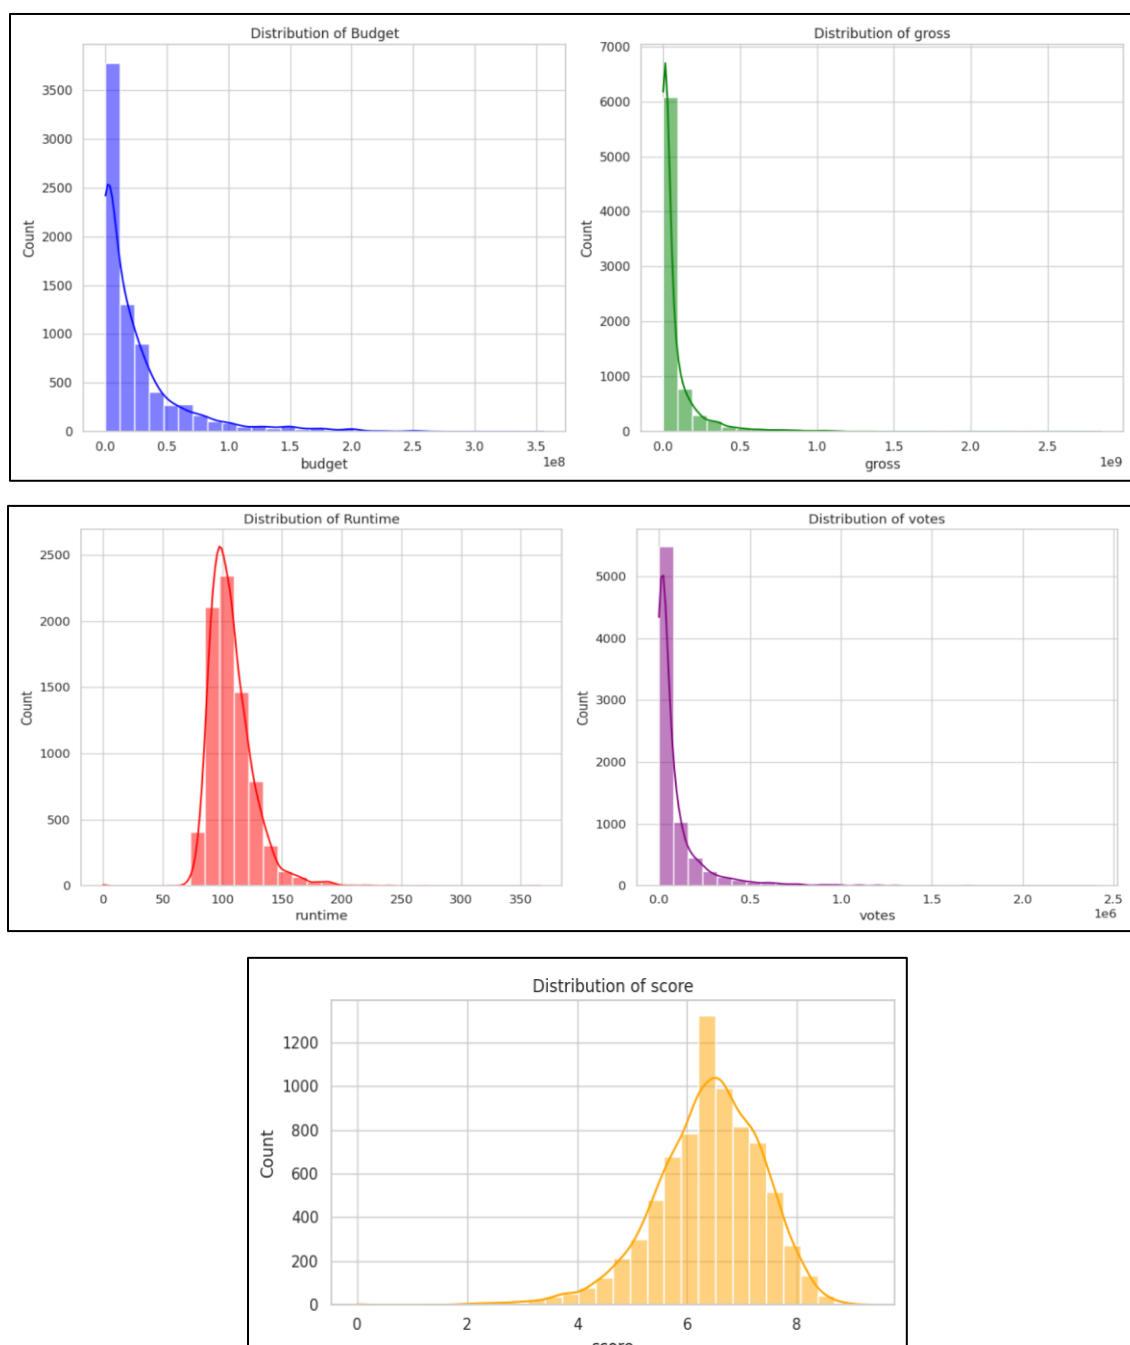 Distribution of Budget
3500
3000
2500
2000
1500
1000
500
0
Count
0.0 0.5 1.0 1.5 2.0 2.5 3.0 3.5
1e8
budget
Distribution of gross
7000
6000
5000
4000
3000
2000
1000
0
Count
0.0 0.5 1.0 1.5 2.0 2.5
1e9
gross
Distribution of Runtime
2500
2000
1500
1000
500
0
Count
0 50 100 150 200 250 300 350
runtime
Distribution of votes
5000
4000
3000
2000
1000
0
Count
0.0 0.5 1.0 1.5 2.0 2.5
1e6
votes
Distribution of score
1200
1000
800
600
400
200
0
Count
0 2 4 6 8
score